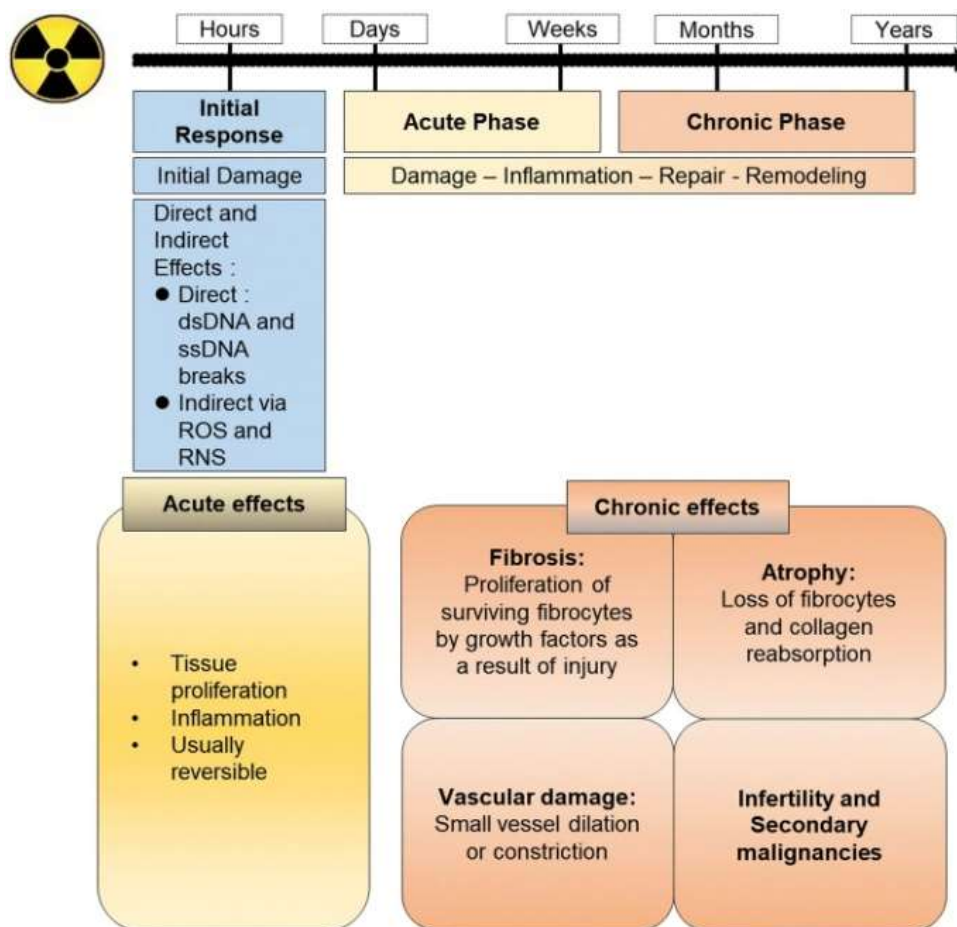 Hours
Days
Weeks
Months
Years
Initial
Response
Acute Phase
Chronic Phase
Initial Damage
Damage – Inflammation – Repair - Remodeling
Direct and
Indirect
Effects :
● Direct :
dsDNA and
ssDNA
breaks
● Indirect via
ROS and
RNS
Acute effects
• Tissue
proliferation
• Inflammation
• Usually
reversible
Chronic effects
Fibrosis:
Proliferation of
surviving fibrocytes
by growth factors as
a result of injury
Atrophy:
Loss of fibrocytes
and collagen
reabsorption
Vascular damage:
Small vessel dilation
or constriction
Infertility and
Secondary
malignancies